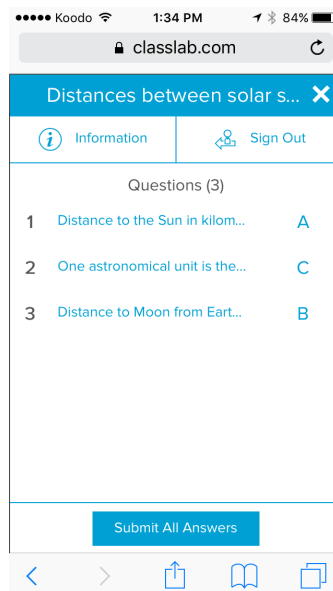 Koodo 1:34 PM 84%
classlab.com
Distances between solar s...
Information Sign Out
Questions (3)
1 Distance to the Sun in kilom... A
2 One astronomical unit is the... C
3 Distance to Moon from Eart... B
Submit All Answers